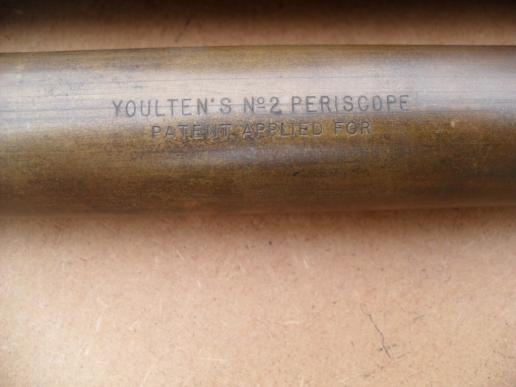 YOULTEN'S Nº2 PERISCOPE
PATENT APPLIED FOR